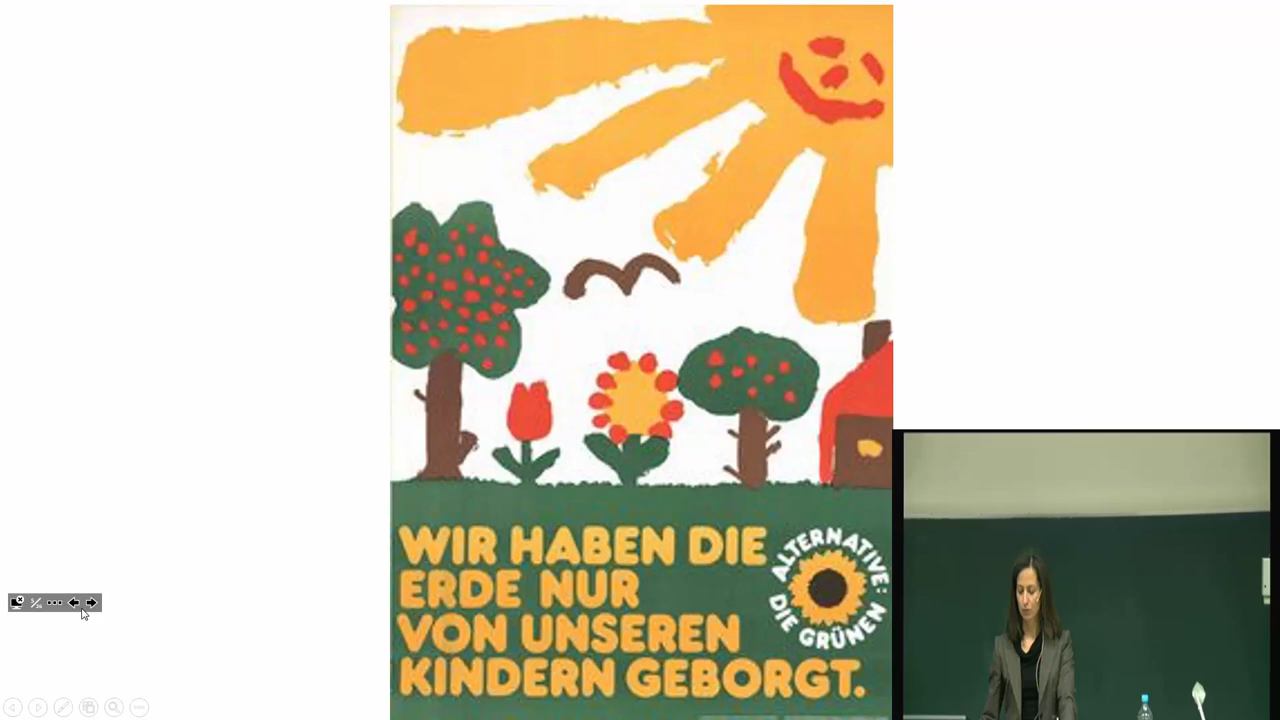 WIR HABEN DIE
ERDE NUR
VON UNSEREN
KINDERN GEBORGT.
ALTERNATIVE:
DIE GRÜNEN